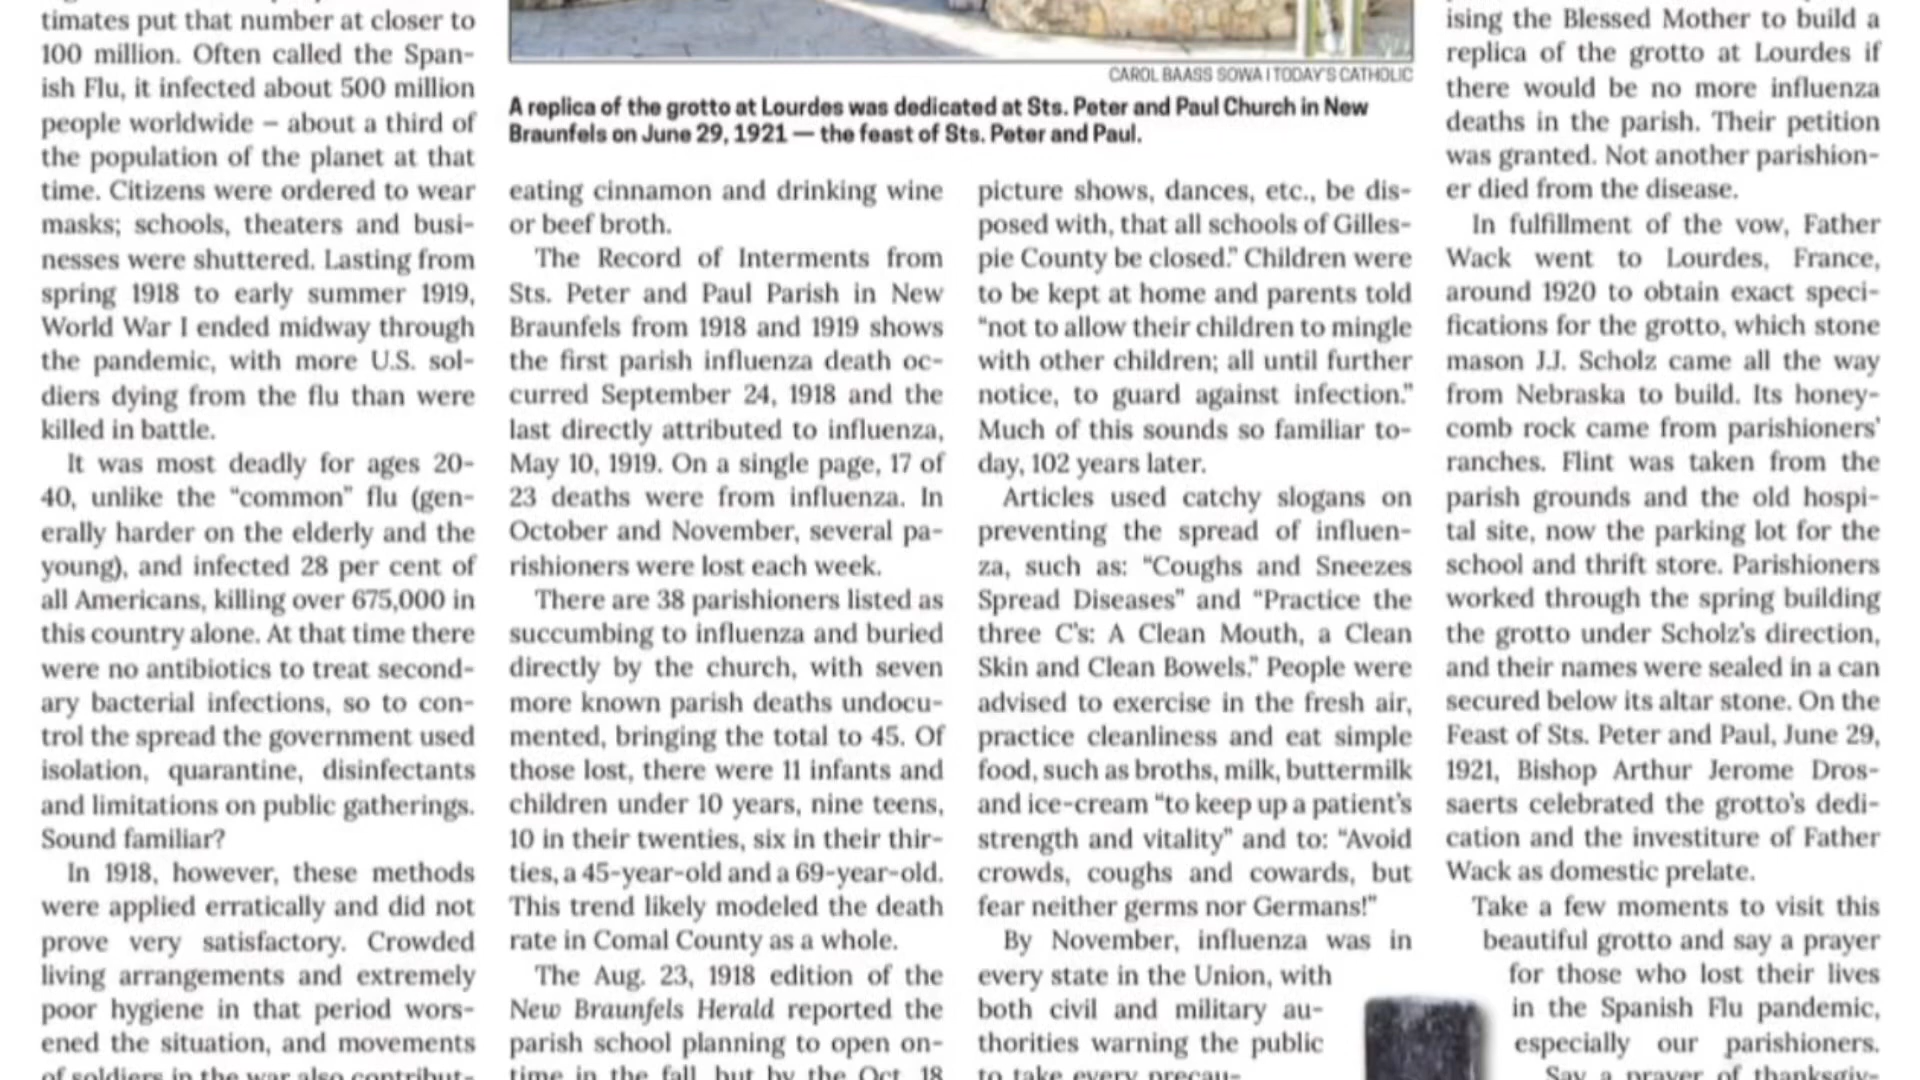 timates put that number at closer to
100 million. Often called the Span-
ish Flu, it infected about 500 million
people worldwide – about a third of
the population of the planet at that
time. Citizens were ordered to wear
masks; schools, theaters and busi-
nesses were shuttered. Lasting from
spring 1918 to early summer 1919,
World War I ended midway through
the pandemic, with more U.S. sol-
diers dying from the flu than were
killed in battle.
It was most deadly for ages 20-
40, unlike the “common” flu (gen-
erally harder on the elderly and the
young), and infected 28 per cent of
all Americans, killing over 675,000 in
this country alone. At that time there
were no antibiotics to treat second-
ary bacterial infections, so to con-
trol the spread the government used
isolation, quarantine, disinfectants
and limitations on public gatherings.
Sound familiar?
In 1918, however, these methods
were applied erratically and did not
prove very satisfactory. Crowded
living arrangements and extremely
poor hygiene in that period wors-
ened the situation, and movements
of soldiers in the war also contribut-
CAROL BAASS SOWA | TODAY'S CATHOLIC
A replica of the grotto at Lourdes was dedicated at Sts. Peter and Paul Church in New
Braunfels on June 29, 1921 — the feast of Sts. Peter and Paul.
eating cinnamon and drinking wine
or beef broth.
The Record of Interments from
Sts. Peter and Paul Parish in New
Braunfels from 1918 and 1919 shows
the first parish influenza death oc-
curred September 24, 1918 and the
last directly attributed to influenza,
May 10, 1919. On a single page, 17 of
23 deaths were from influenza. In
October and November, several pa-
rishioners were lost each week.
There are 38 parishioners listed as
succumbing to influenza and buried
directly by the church, with seven
more known parish deaths undocu-
mented, bringing the total to 45. Of
those lost, there were 11 infants and
children under 10 years, nine teens,
10 in their twenties, six in their thir-
ties, a 45-year-old and a 69-year-old.
This trend likely modeled the death
rate in Comal County as a whole.
The Aug. 23, 1918 edition of the
New Braunfels Herald reported the
parish school planning to open on-
time in the fall, but by the Oct. 18
picture shows, dances, etc., be dis-
posed with, that all schools of Gilles-
pie County be closed.” Children were
to be kept at home and parents told
“not to allow their children to mingle
with other children; all until further
notice, to guard against infection.”
Much of this sounds so familiar to-
day, 102 years later.
Articles used catchy slogans on
preventing the spread of influen-
za, such as: “Coughs and Sneezes
Spread Diseases” and “Practice the
three C's: A Clean Mouth, a Clean
Skin and Clean Bowels.” People were
advised to exercise in the fresh air,
practice cleanliness and eat simple
food, such as broths, milk, buttermilk
and ice-cream “to keep up a patient's
strength and vitality” and to: “Avoid
crowds, coughs and cowards, but
fear neither germs nor Germans!”
By November, influenza was in
every state in the Union, with
both civil and military au-
thorities warning the public
to take every precau-
ising the Blessed Mother to build a
replica of the grotto at Lourdes if
there would be no more influenza
deaths in the parish. Their petition
was granted. Not another parishion-
er died from the disease.
In fulfillment of the vow, Father
Wack went to Lourdes, France,
around 1920 to obtain exact speci-
fications for the grotto, which stone
mason J.J. Scholz came all the way
from Nebraska to build. Its honey-
comb rock came from parishioners'
ranches. Flint was taken from the
parish grounds and the old hospi-
tal site, now the parking lot for the
school and thrift store. Parishioners
worked through the spring building
the grotto under Scholz's direction,
and their names were sealed in a can
secured below its altar stone. On the
Feast of Sts. Peter and Paul, June 29,
1921, Bishop Arthur Jerome Dros-
saerts celebrated the grotto's dedi-
cation and the investiture of Father
Wack as domestic prelate.
Take a few moments to visit this
beautiful grotto and say a prayer
for those who lost their lives
in the Spanish Flu pandemic,
especially our parishioners.
Say a prayer of thanksgiv-